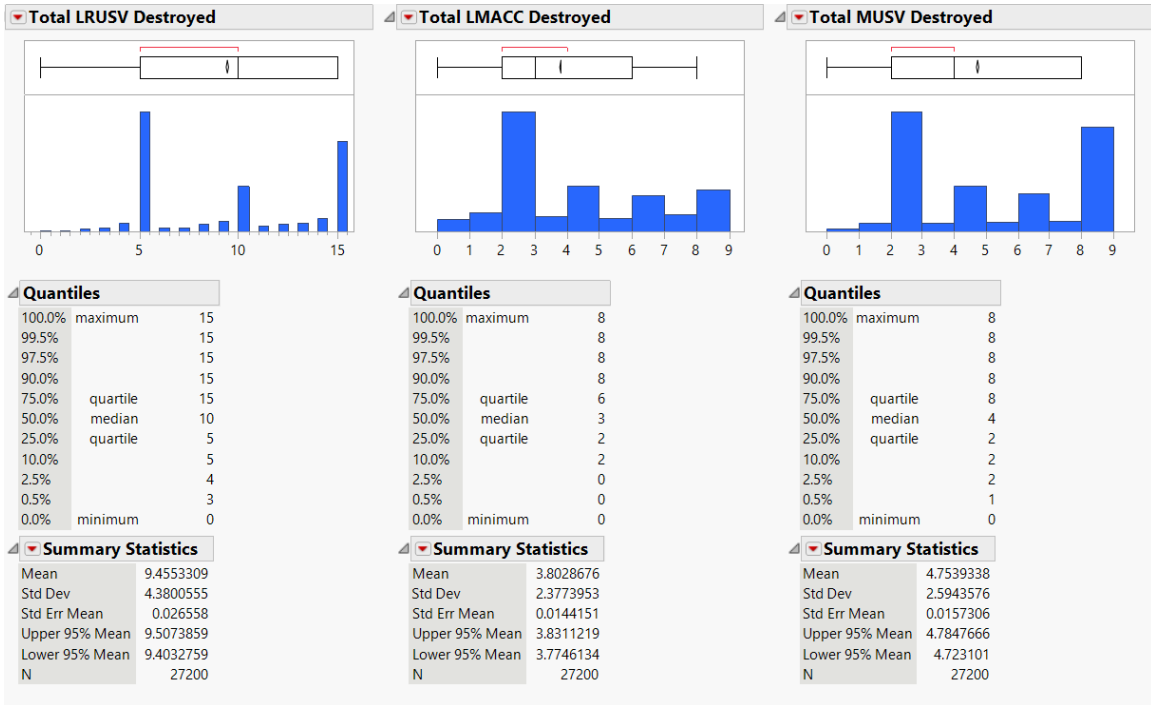 Total LRUSV Destroyed
0 5 10 15
Quantiles
100.0% maximum 15
99.5% 15
97.5% 15
90.0% 15
75.0% quartile 15
50.0% median 10
25.0% quartile 5
10.0% 5
2.5% 4
0.5% 3
0.0% minimum 0
Summary Statistics
Mean 9.4553309
Std Dev 4.3800555
Std Err Mean 0.026558
Upper 95% Mean 9.5073859
Lower 95% Mean 9.4032759
N 27200
Total LMACC Destroyed
0 1 2 3 4 5 6 7 8 9
Quantiles
100.0% maximum 8
99.5% 8
97.5% 8
90.0% 8
75.0% quartile 6
50.0% median 3
25.0% quartile 2
10.0% 2
2.5% 0
0.5% 0
0.0% minimum 0
Summary Statistics
Mean 3.8028676
Std Dev 2.3773953
Std Err Mean 0.0144151
Upper 95% Mean 3.8311219
Lower 95% Mean 3.7746134
N 27200
Total MUSV Destroyed
0 1 2 3 4 5 6 7 8 9
Quantiles
100.0% maximum 8
99.5% 8
97.5% 8
90.0% 8
75.0% quartile 8
50.0% median 4
25.0% quartile 2
10.0% 2
2.5% 2
0.5% 1
0.0% minimum 0
Summary Statistics
Mean 4.7539338
Std Dev 2.5943576
Std Err Mean 0.0157306
Upper 95% Mean 4.7847666
Lower 95% Mean 4.723101
N 27200